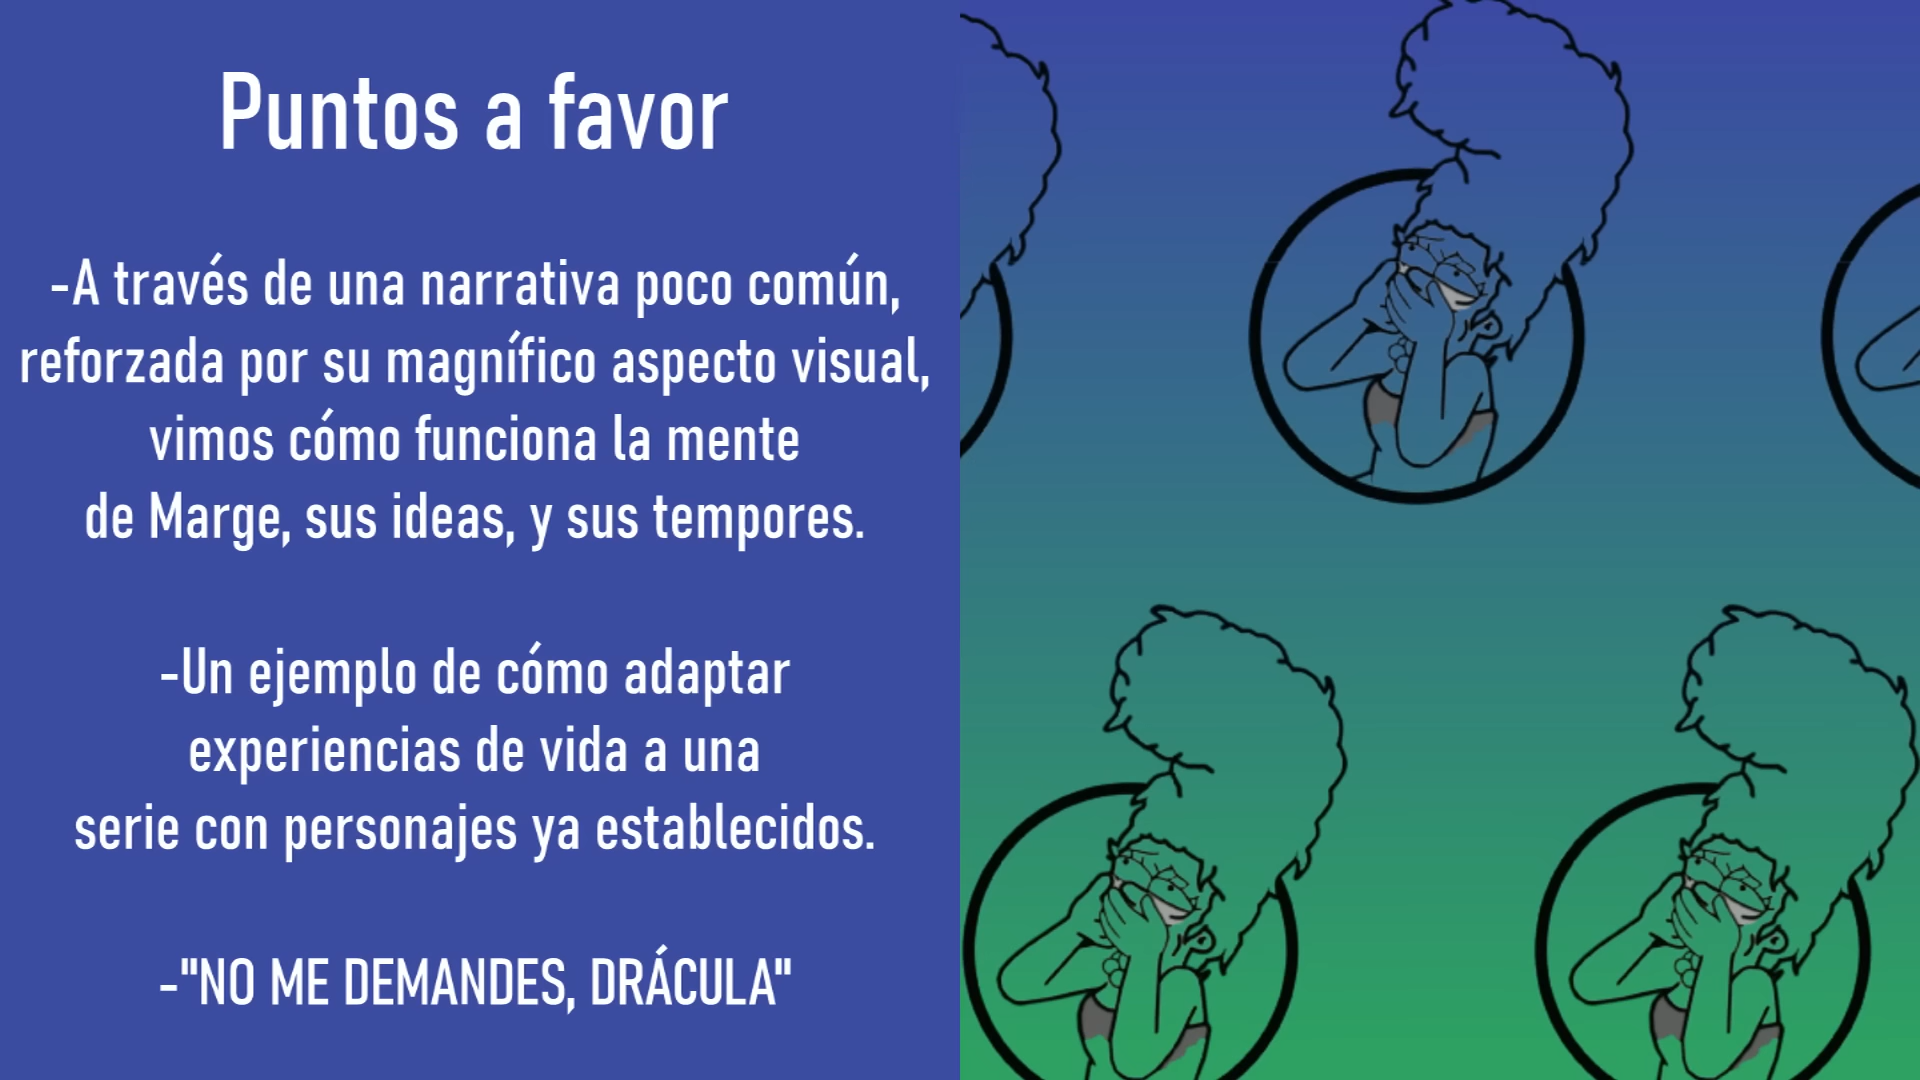 Puntos a favor
-A través de una narrativa poco común,
reforzada por su magnífico aspecto visual,
vimos cómo funciona la mente
de Marge, sus ideas, y sus tempores.
-Un ejemplo de cómo adaptar
experiencias de vida a una
serie con personajes ya establecidos.
-"NO ME DEMANDES, DRÁCULA"